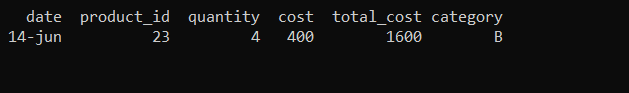 date product_id quantity cost total_cost category
14-jun 23 4 400 1600 B